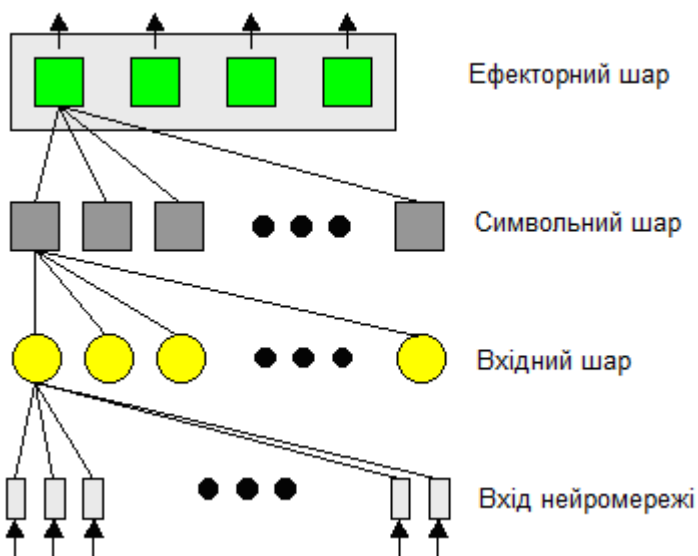 Ефекторний шар
Символьний шар
Вхідний шар
Вхід нейромережі